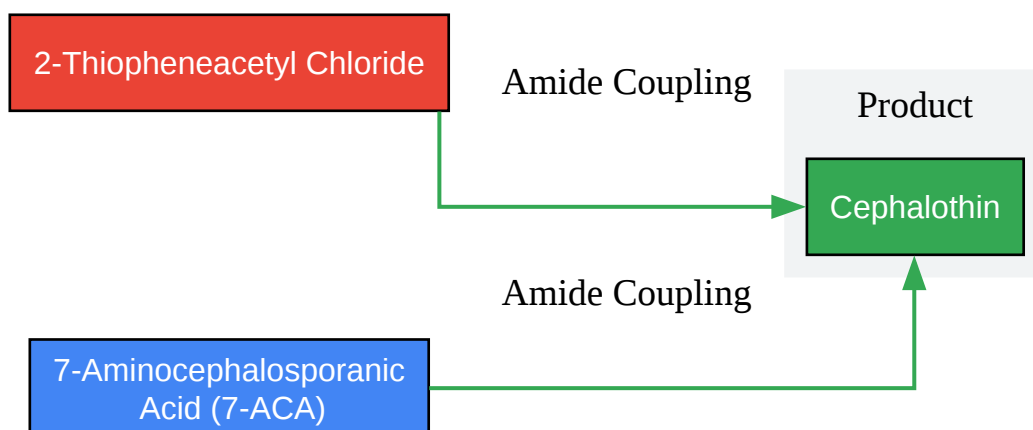 2-Thiopheneacetyl Chloride
Amide Coupling
Product
Cephalothin
Amide Coupling
7-Aminocephalosporanic
Acid (7-ACA)